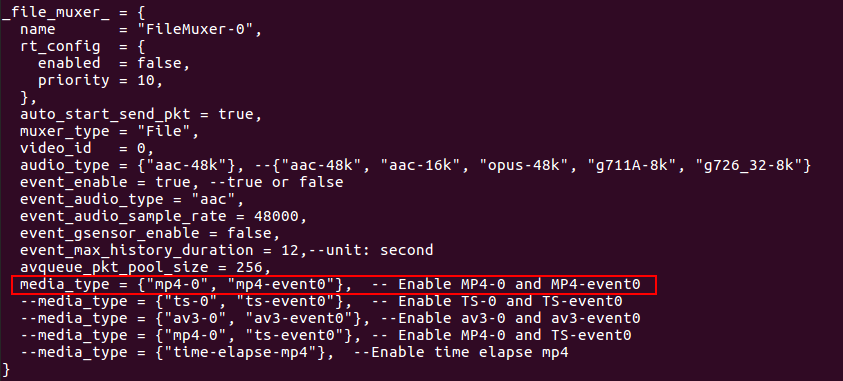 _file_muxer_ = {
name = "FileMuxer-0",
rt_config = {
enabled = false,
priority = 10,
},
auto_start_send_pkt = true,
muxer_type = "File",
video_id = 0,
audio_type = {"aac-48k"}, --{"aac-48k", "aac-16k", "opus-48k", "g711A-8k", "g726_32-8k"}
event_enable = true, --true or false
event_audio_type = "aac",
event_audio_sample_rate = 48000,
event_gsensor_enable = false,
event_max_history_duration = 12,--unit: second
avqueue_pkt_pool_size = 256,
media_type = {"mp4-0", "mp4-event0"}, -- Enable MP4-0 and MP4-event0
--media_type = {"ts-0", "ts-event0"}, -- Enable TS-0 and TS-event0
--media_type = {"av3-0", "av3-event0"}, --Enable av3-0 and av3-event0
--media_type = {"mp4-0", "ts-event0"}, -- Enable MP4-0 and TS-event0
--media_type = {"time-elapse-mp4"}, --Enable time elapse mp4
}